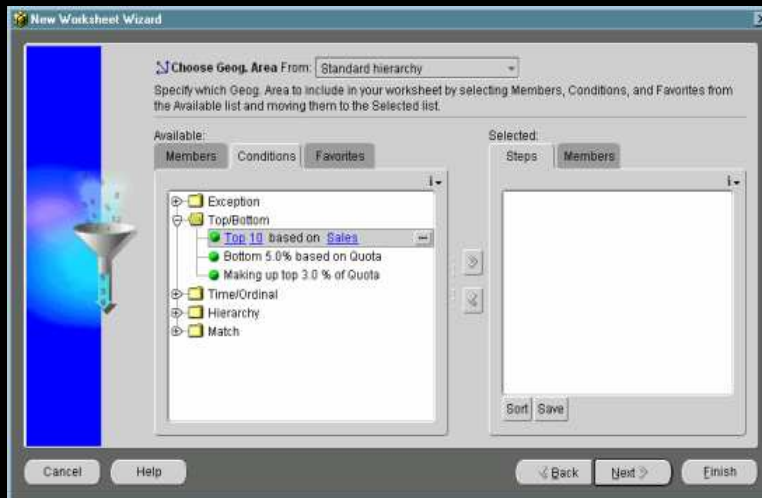 New Worksheet Wizard
Choose Geog. Area From: Standard hierarchy
Specify which Geog. Area to include in your worksheet by selecting Members, Conditions, and Favorites from
the Available list and moving them to the Selected list.
Available:
Selected:
Members Conditions Favorites
Steps Members
Exception
Top/Bottom
Top 10 based on Sales
Bottom 5.0% based on Quota
Making up top 3.0 % of Quota
Time/Ordinal
Hierarchy
Match
Sort Save
Cancel Help Back Next Finish